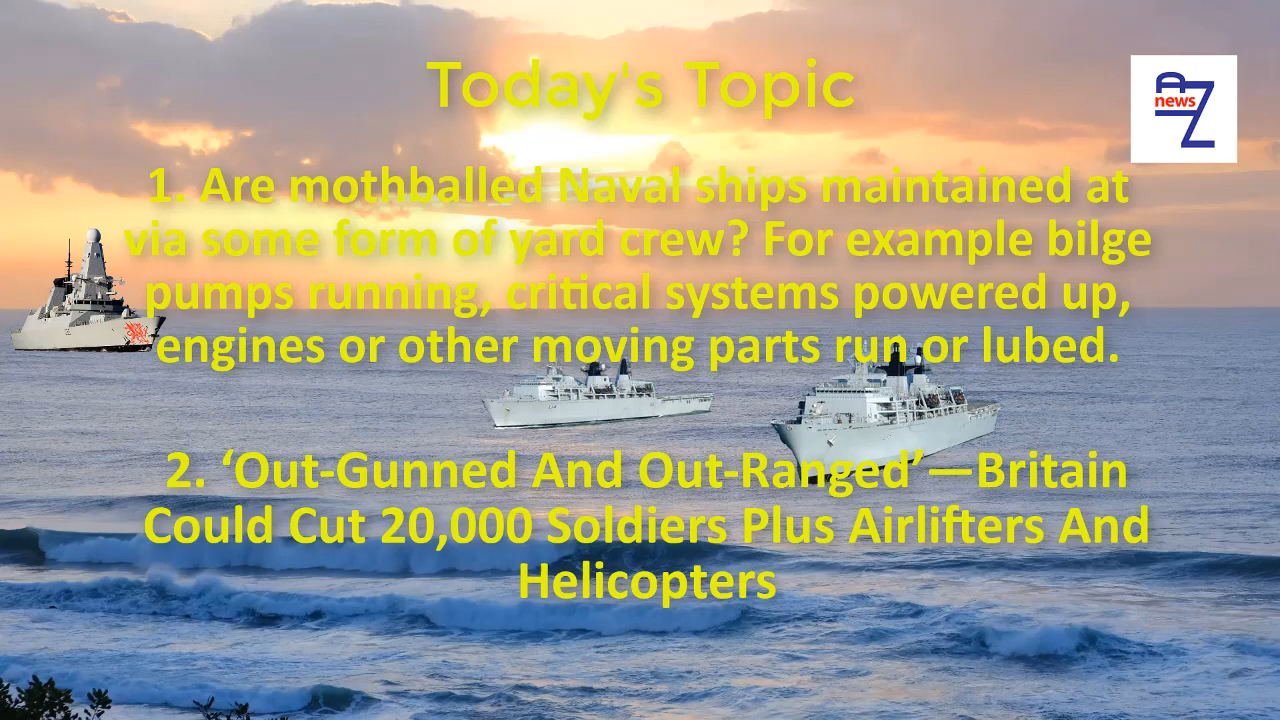 Today's Topic
news
1. Are mothballed Naval ships maintained at
via some form of yard crew? For example bilge
pumps running, critical systems powered up,
engines or other moving parts run or lubed.
2. ‘Out-Gunned And Out-Ranged’—Britain
Could Cut 20,000 Soldiers Plus Airlifters And
Helicopters